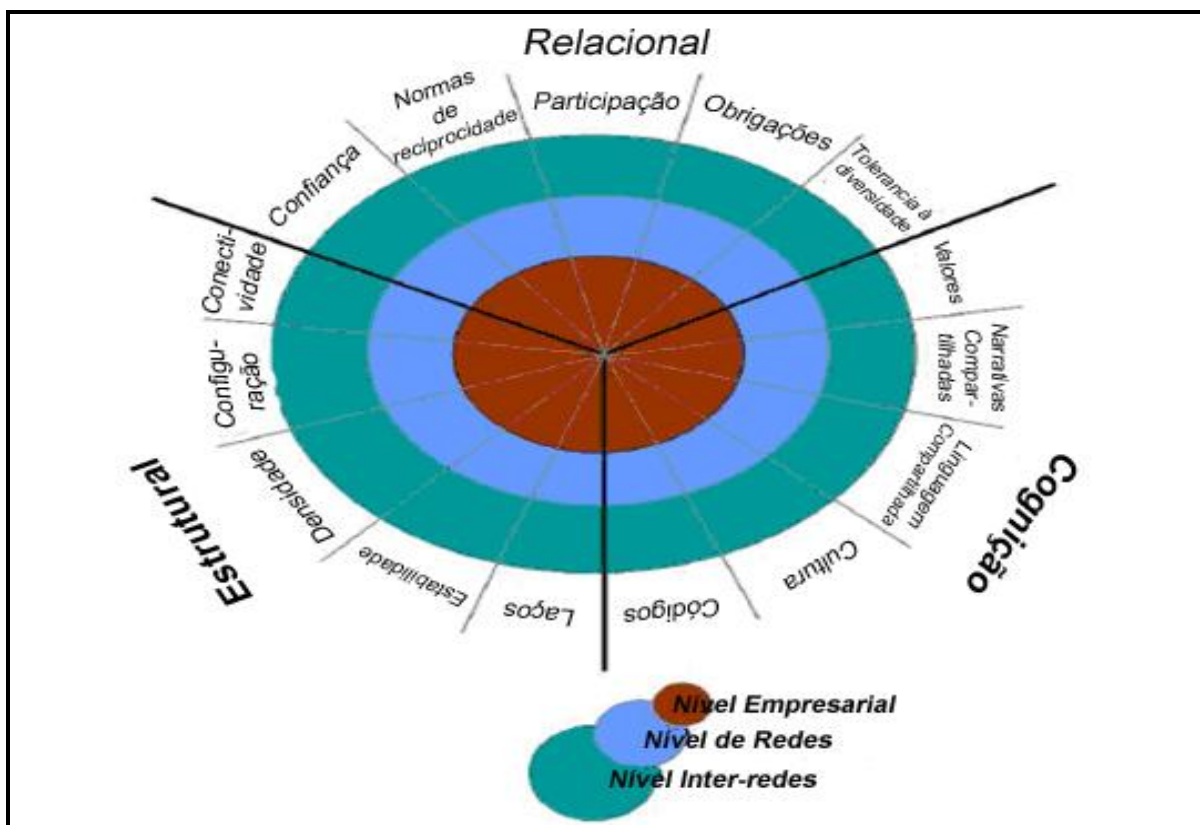 Relacional
Normas
de
reciprocidade
Participação
Obrigações
Tolerancia à
diversidade
Confiança
Conecti-
vidade
Valores
Configu-
ração
Narrativas
Compar-
tilhadas
Linguagem
Compartilhada
Densidade
Estrutural
Cognição
Estabilidade
Laços
Códigos
Cultura
Nível Empresarial
Nível de Redes
Nível Inter-redes